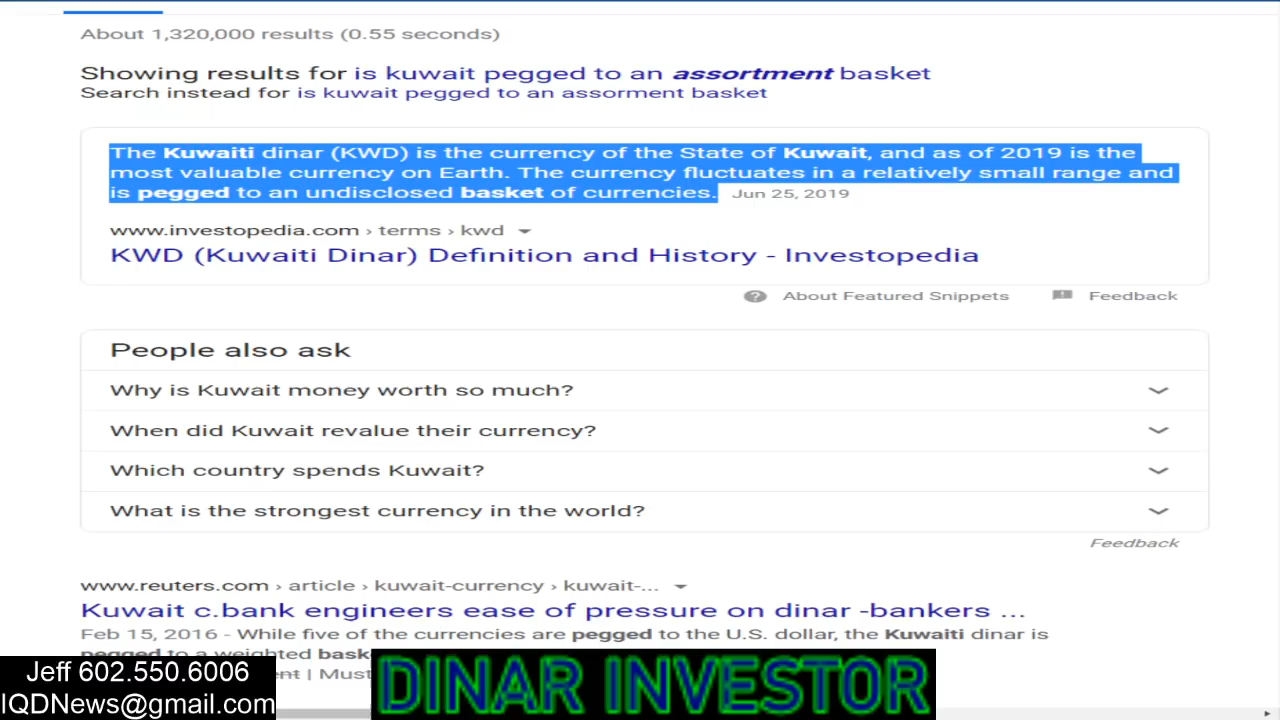 About 1,320,000 results (0.55 seconds)
Showing results for is kuwait pegged to an assortment basket
Search instead for is kuwait pegged to an assorment basket
The Kuwaiti dinar (KWD) is the currency of the State of Kuwait, and as of 2019 is the
most valuable currency on Earth. The currency fluctuates in a relatively small range and
is pegged to an undisclosed basket of currencies. Jun 25, 2019
www.investopedia.com › terms › kwd
KWD (Kuwaiti Dinar) Definition and History - Investopedia
About Featured Snippets Feedback
People also ask
Why is Kuwait money worth so much?
When did Kuwait revalue their currency?
Which country spends Kuwait?
What is the strongest currency in the world?
Feedback
www.reuters.com › article › kuwait-currency › kuwait-...
Kuwait c.bank engineers ease of pressure on dinar -bankers ...
Feb 15, 2016 - While five of the currencies are pegged to the U.S. dollar, the Kuwaiti dinar is
pegged to a weighted
Jeff 602.550.6006
IQDNews@gmail.com
DINAR INVESTOR